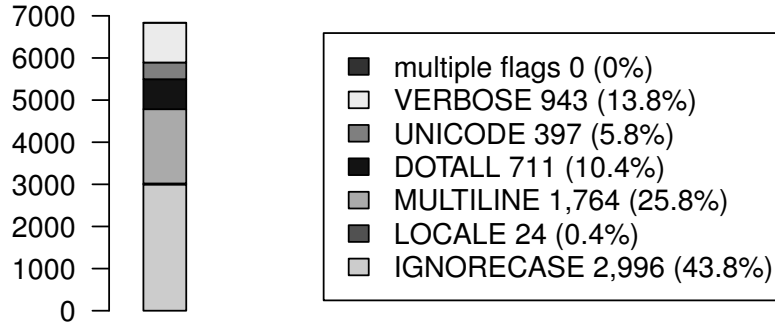 7000
6000
5000
4000
3000
2000
1000
0
multiple flags 0 (0%)
VERBOSE 943 (13.8%)
UNICODE 397 (5.8%)
DOTALL 711 (10.4%)
MULTILINE 1,764 (25.8%)
LOCALE 24 (0.4%)
IGNORECASE 2,996 (43.8%)